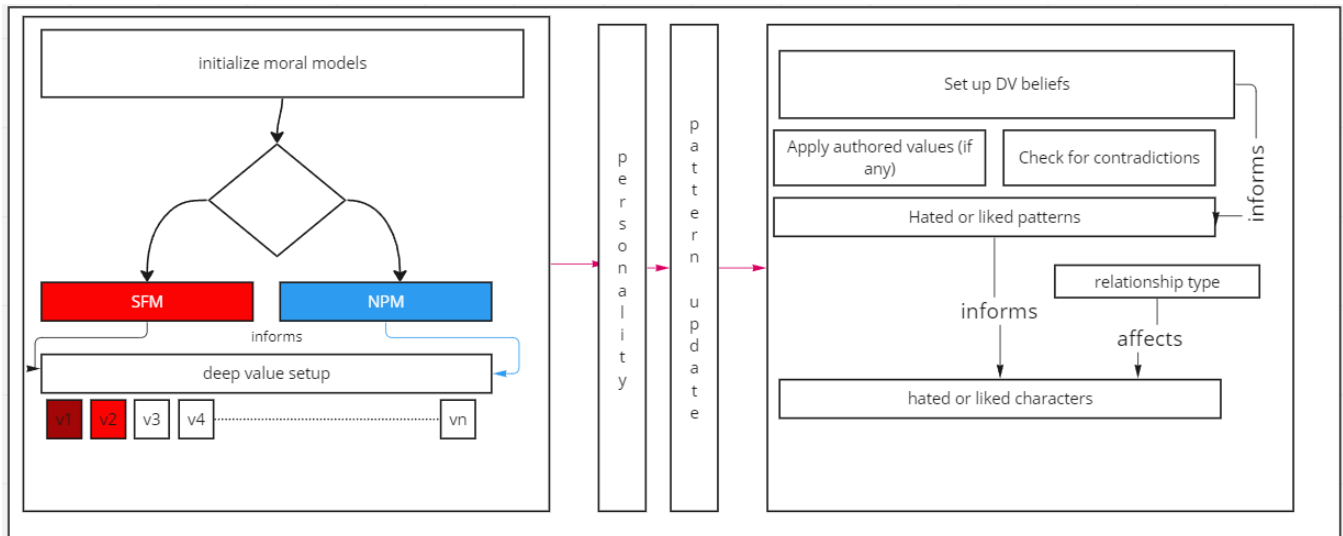 initialize moral models
SFM
NPM
informs
deep value setup
v1
v2
v3
v4
vn
personality
pattern update
Set up DV beliefs
Apply authored values (if
any)
Check for contradictions
informs
Hated or liked patterns
relationship type
informs
affects
hated or liked characters